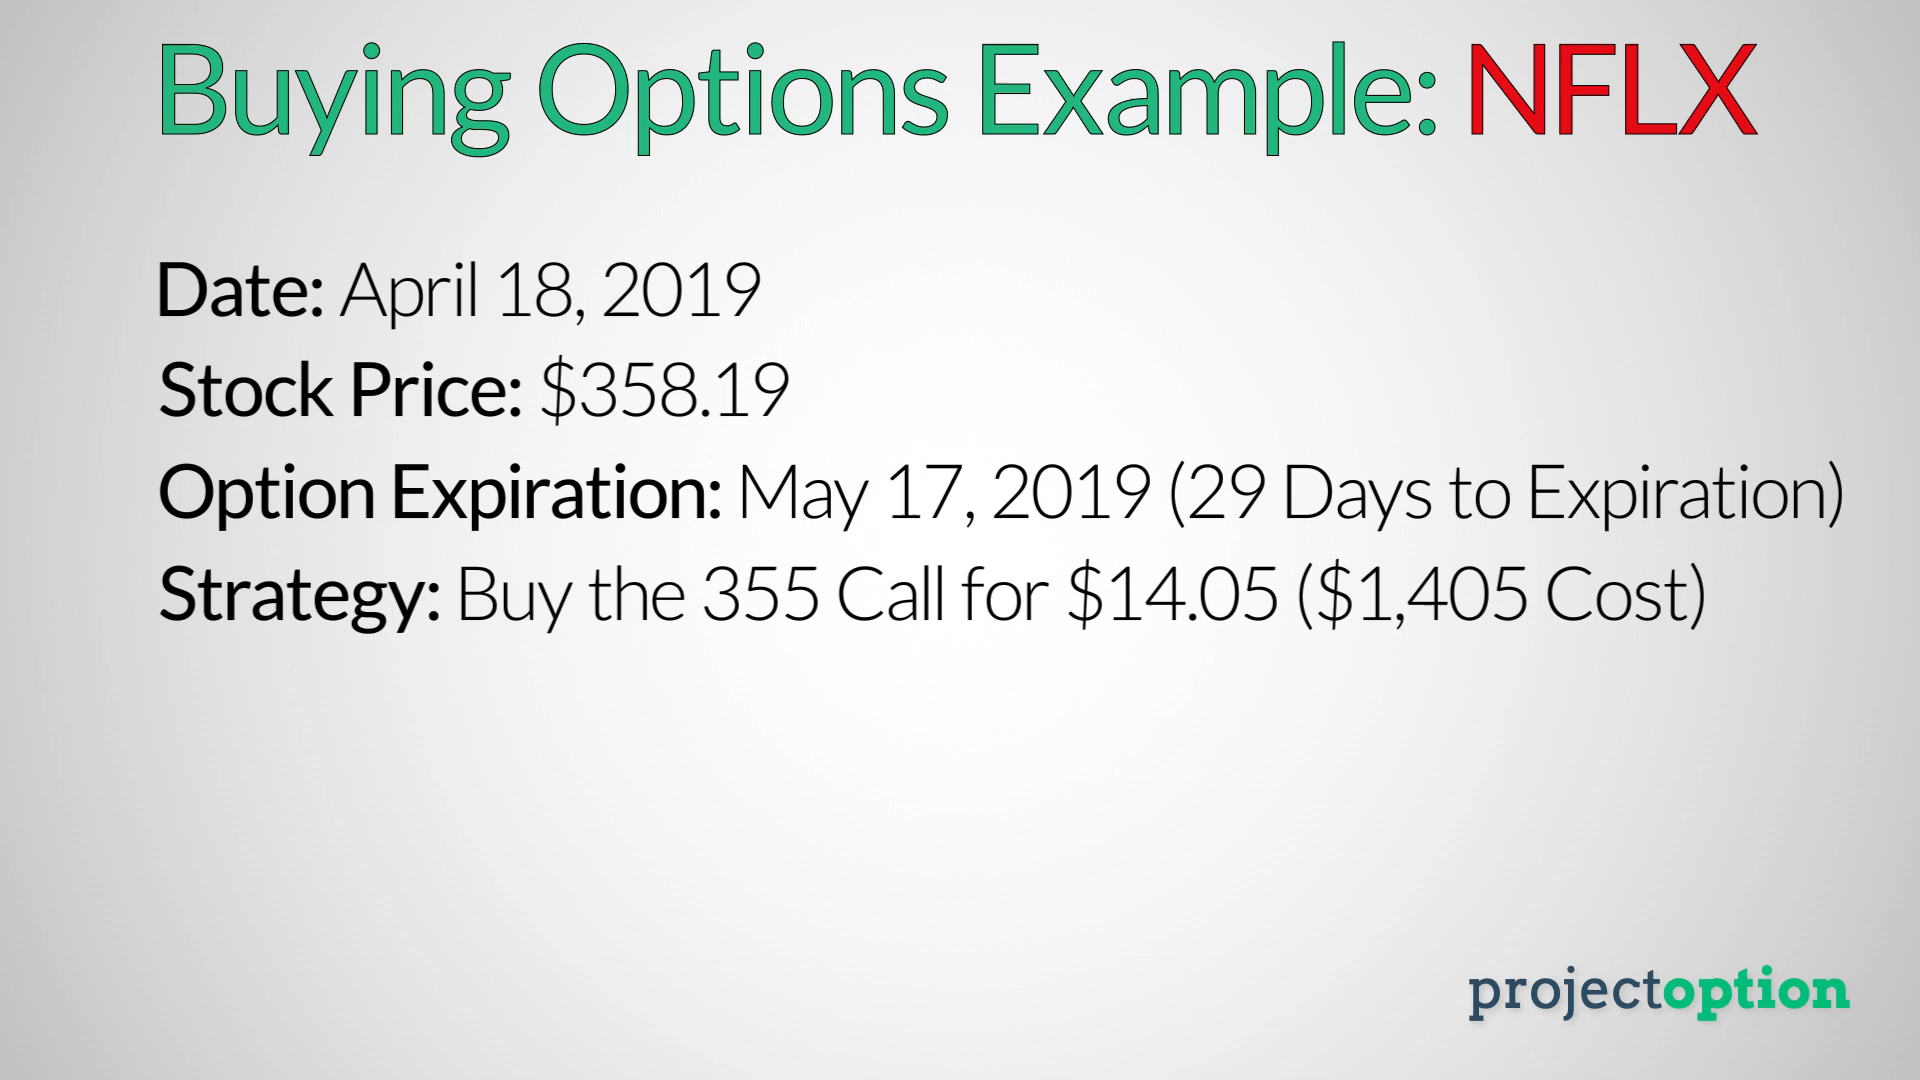 Buying Options Example: NFLX
Date: April 18, 2019
Stock Price: $358.19
Option Expiration: May 17, 2019 (29 Days to Expiration)
Strategy: Buy the 355 Call for $14.05 ($1,405 Cost)
projectoption